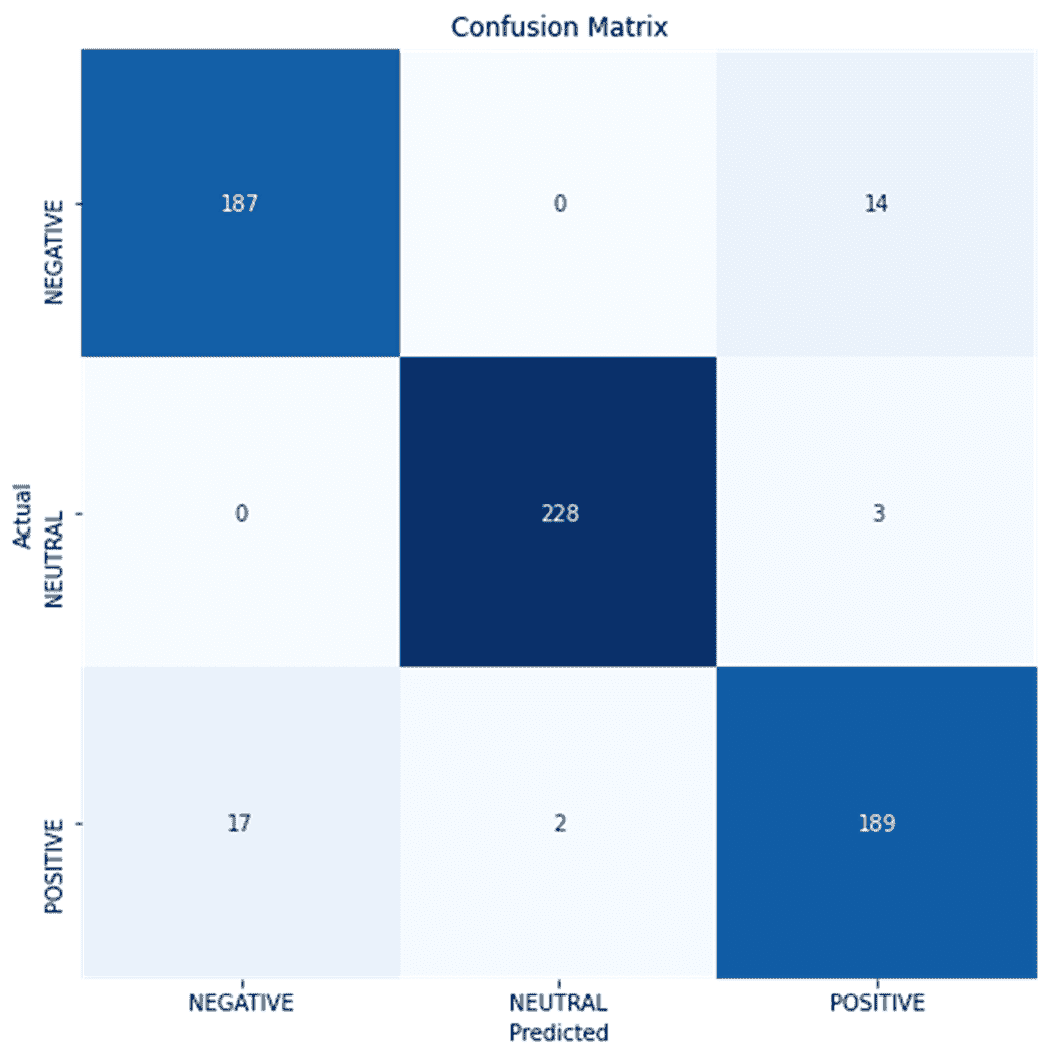 Confusion Matrix
Actual
NEGATIVE
187
0
14
NEUTRAL
0
228
3
POSITIVE
17
2
189
NEGATIVE
NEUTRAL
POSITIVE
Predicted